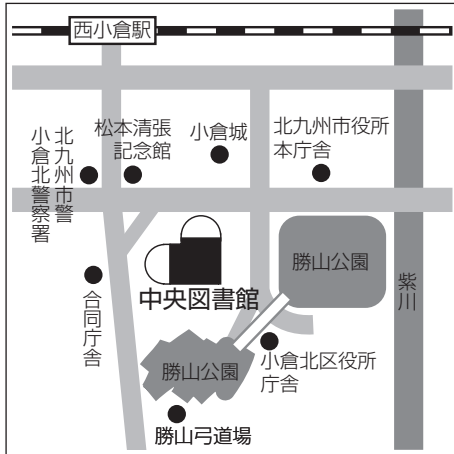 西小倉駅
北九州市警
小倉北警察署
松本清張
記念館
小倉城
北九州市役所
本庁舎
勝山公園
紫川
中央図書館
合同庁舎
勝山公園
小倉北区役所
庁舎
勝山弓道場